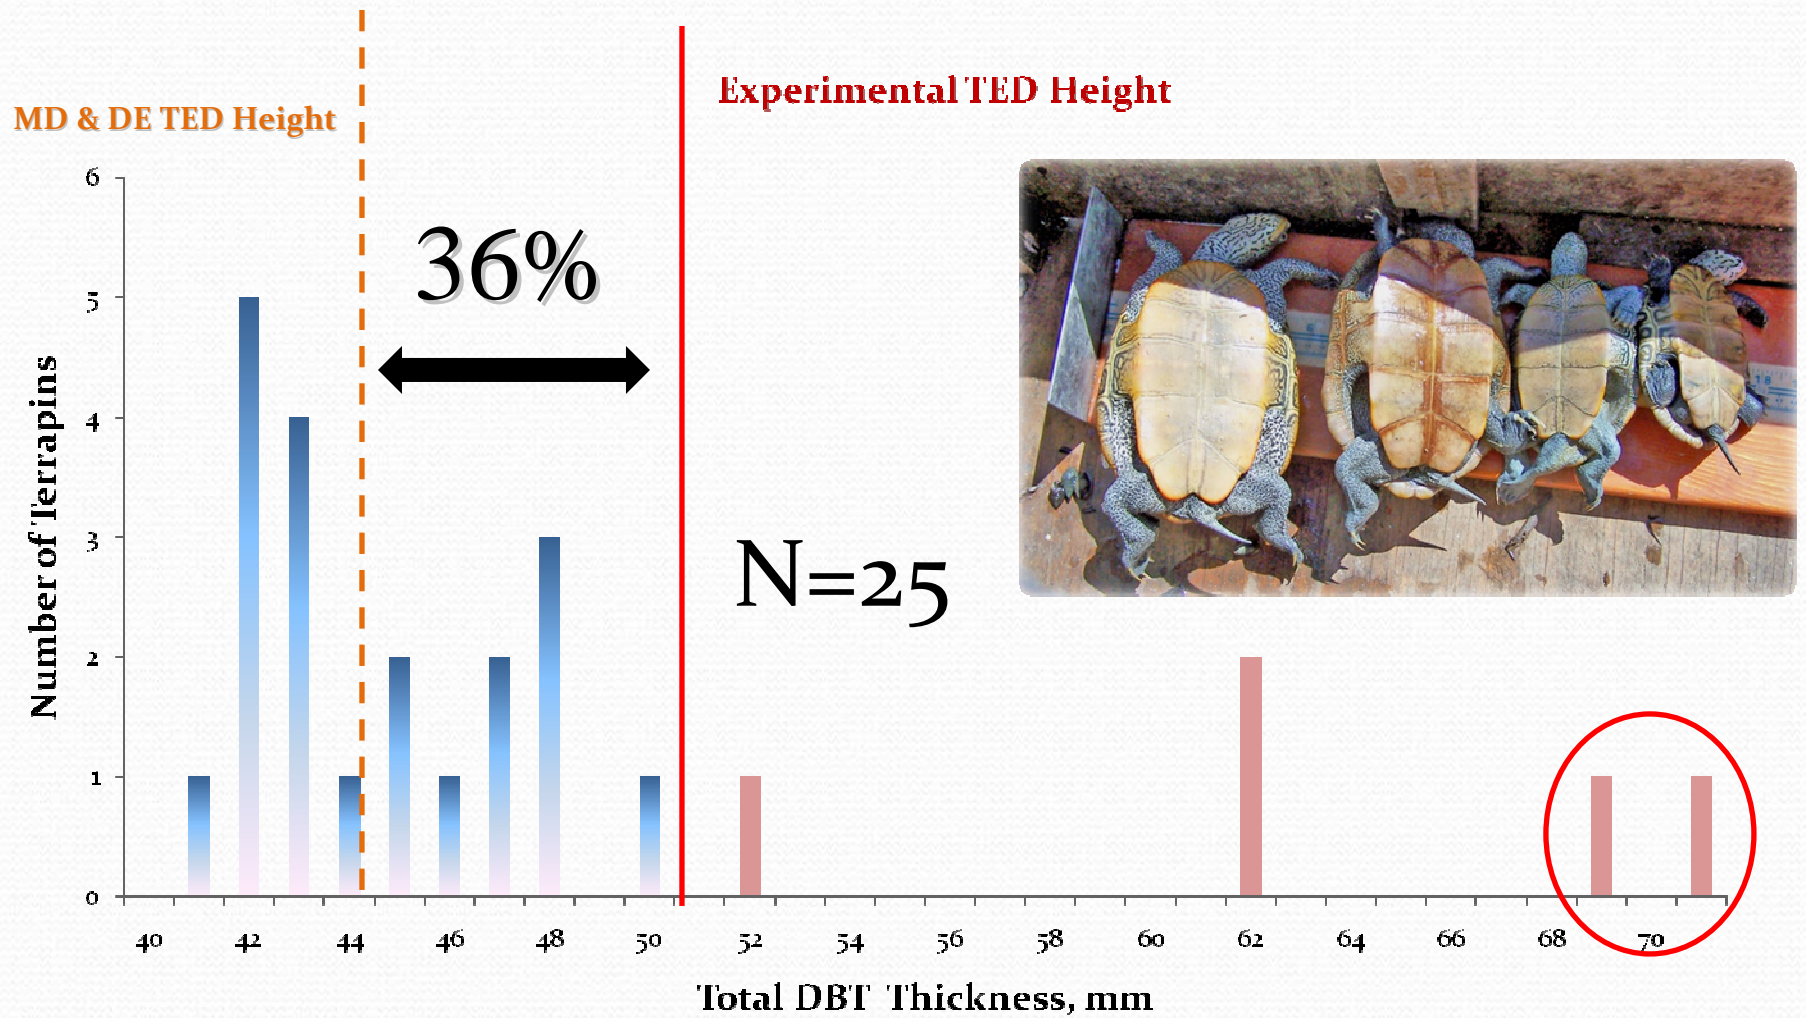 Experimental TED Height
MD & DE TED Height
36%
N=25
Number of Terrapins
6
5
4
3
2
1
0
40 42 44 46 48 50 52 54 56 58 60 62 64 66 68 70
Total DBT Thickness, mm